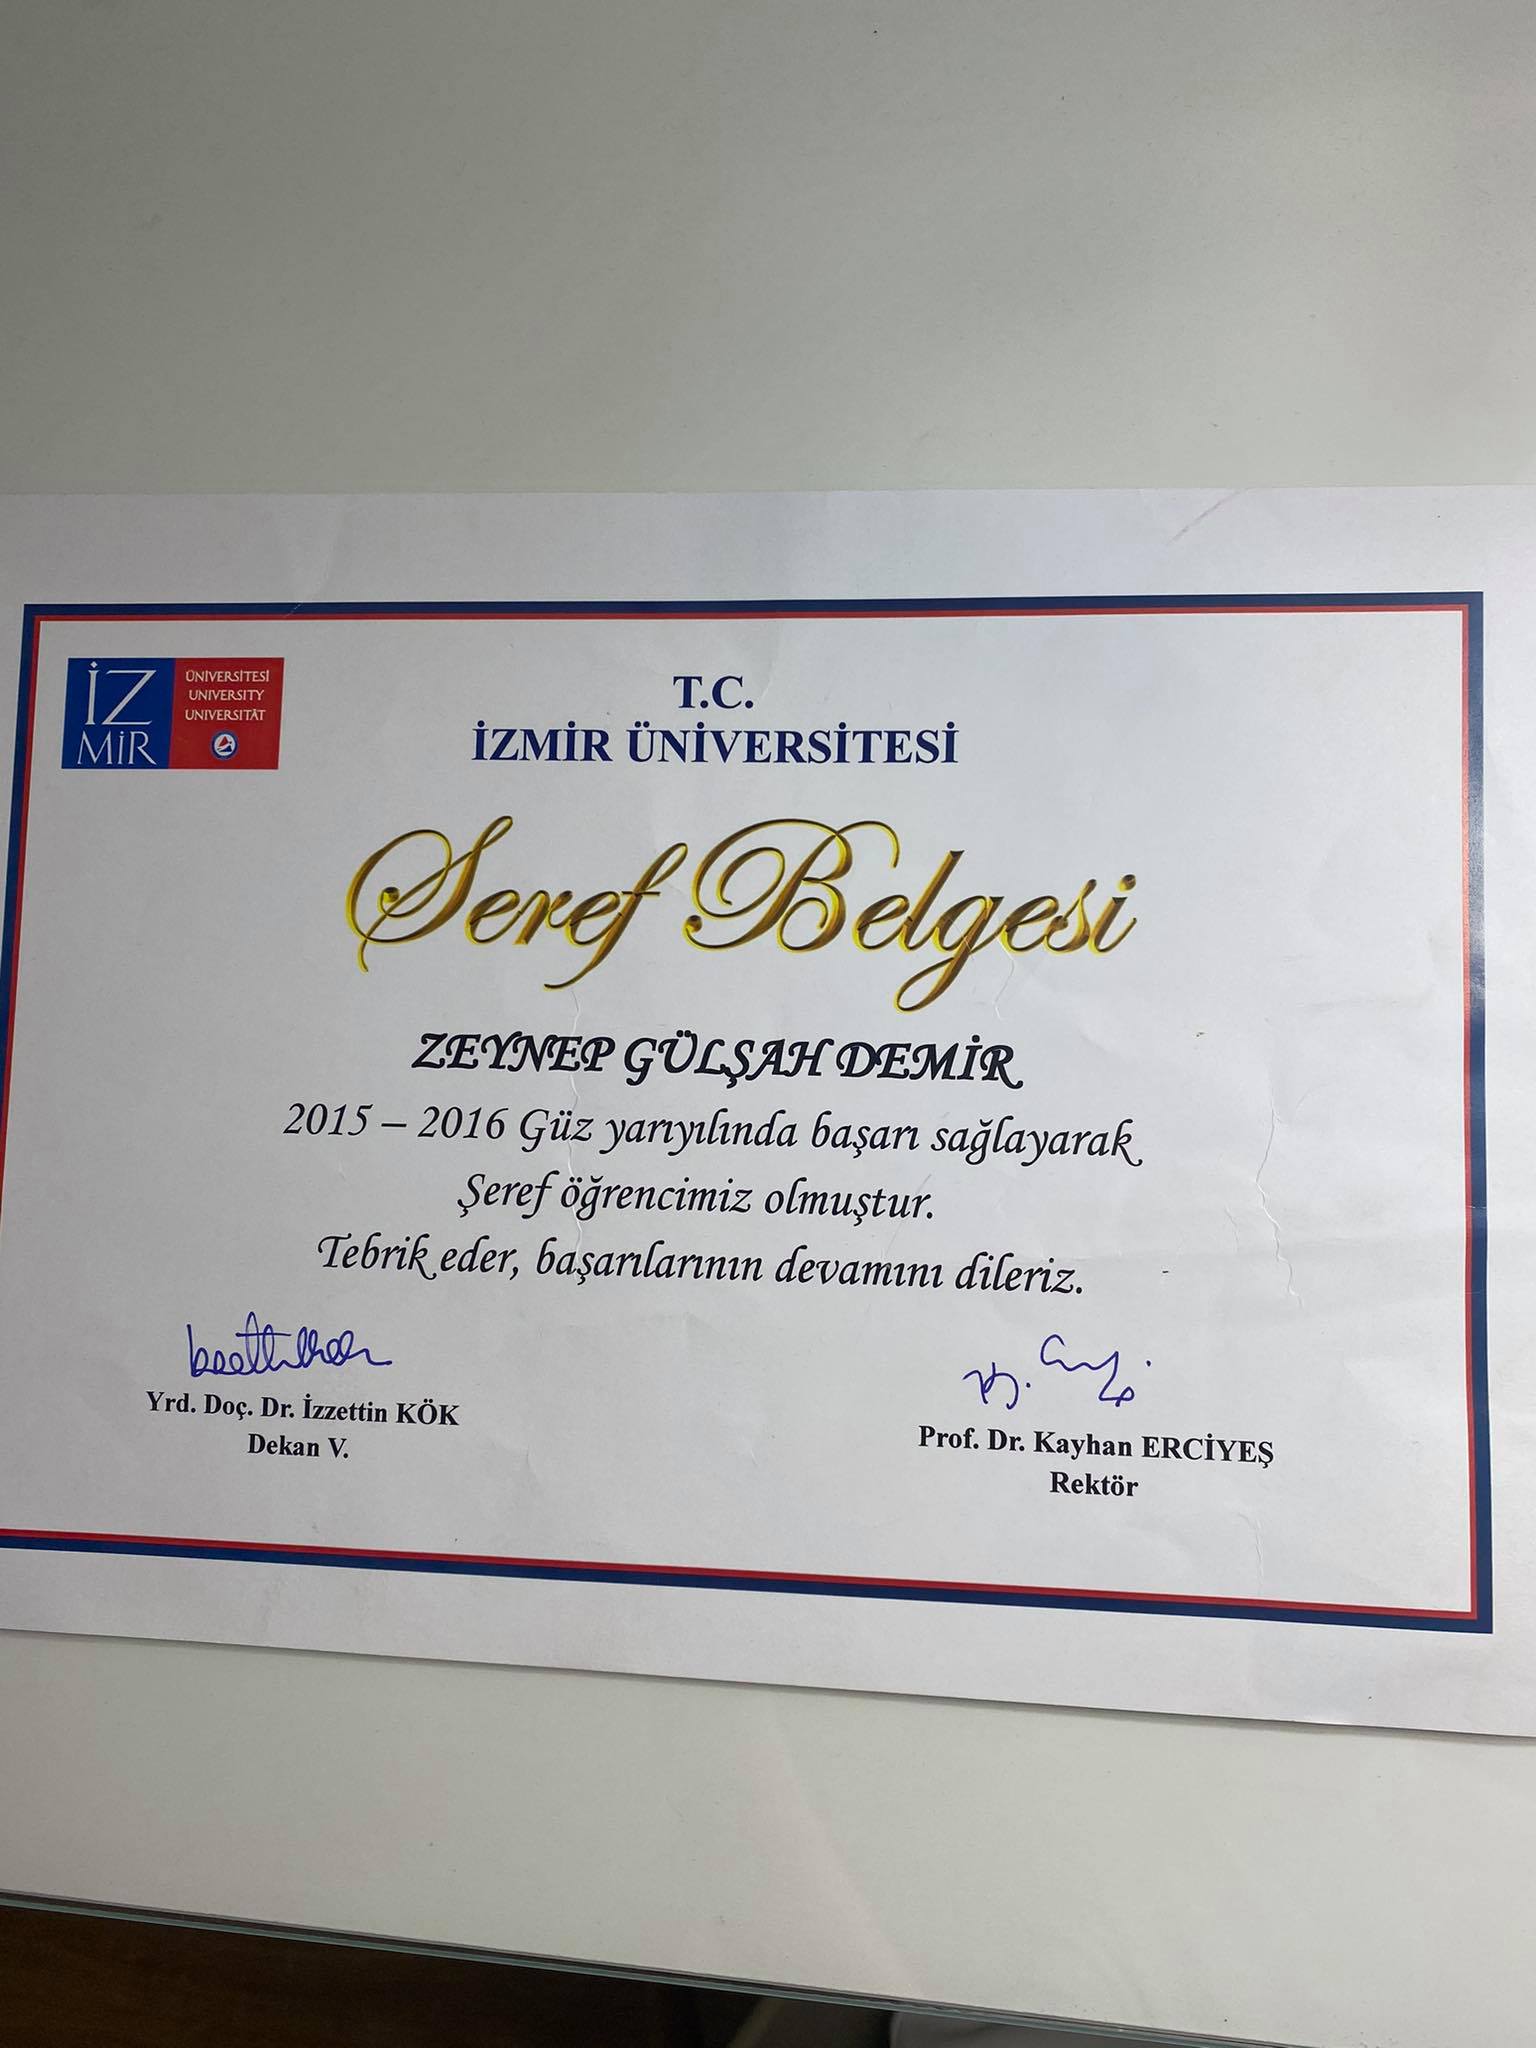 İZ
MİR
ÜNİVERSİTESİ
UNIVERSITY
UNIVERSITÄT
T.C.
İZMİR ÜNİVERSİTESİ
Şeref Belgesi
ZEYNEP GÜLŞAH DEMİR
2015 – 2016 Güz yarıyılında başarı sağlayarak
Şeref öğrencimiz olmuştur.
Tebrik eder, başarılarının devamını dileriz.
Yrd. Doç. Dr. İzzettin KÖK
Dekan V.
Prof. Dr. Kayhan ERCİYEŞ
Rektör